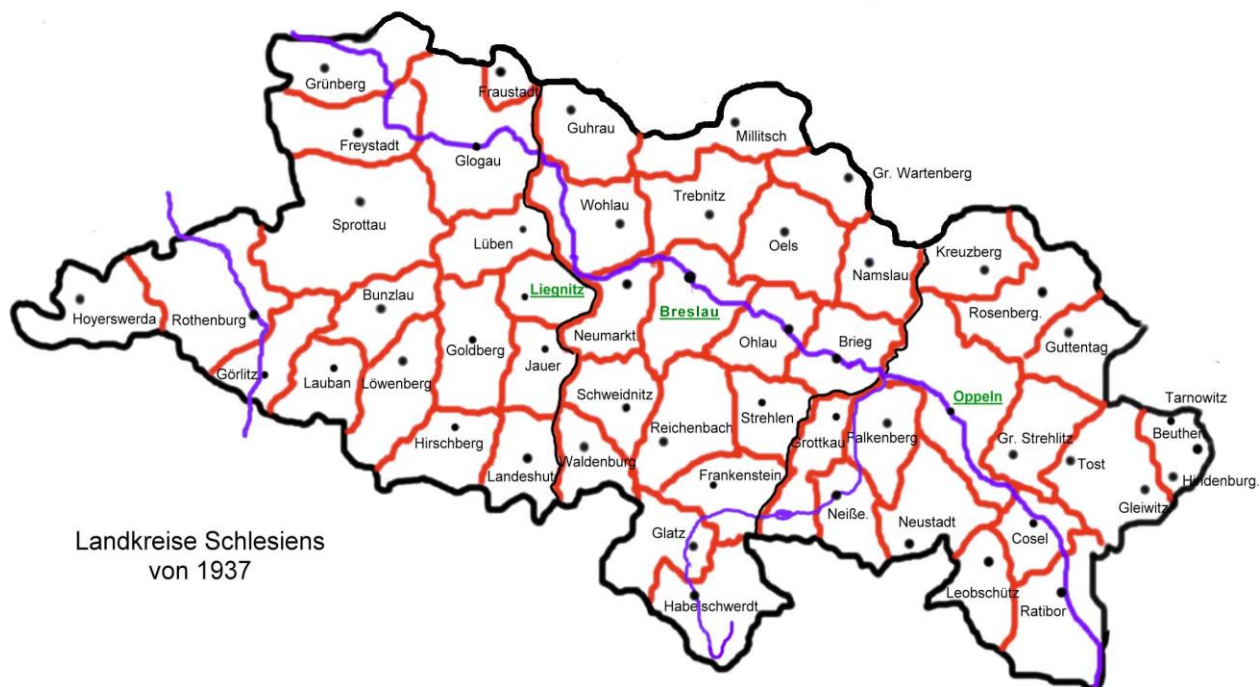 Grünberg
Fraustadt
Guhrau
Millitsch
Freystadt
Glogau
Gr. Wartenberg
Wohlau
Trebnitz
Sprottau
Lüben
Oels
Kreuzberg
Namslau
Hoyerswerda
Rothenburg
Bunzlau
Liegnitz
Breslau
Rosenberg.
Neumarkt.
Goldberg
Jauer
Ohlau
Brieg
Guttentag
Görlitz
Lauban
Löwenberg
Schweidnitz
Strehlen
Oppeln
Tarnowitz
Hirschberg
Reichenbach
Grottkau
Falkenberg
Gr. Strehlitz
Beuthen
Tost
Landeshut
Waldenburg
Frankenstein
Hindenburg.
Gleiwitz
Neiße.
Neustadt
Glatz
Cosel
Landkreise Schlesiens
von 1937
Habelschwerdt
Leobschütz
Ratibor